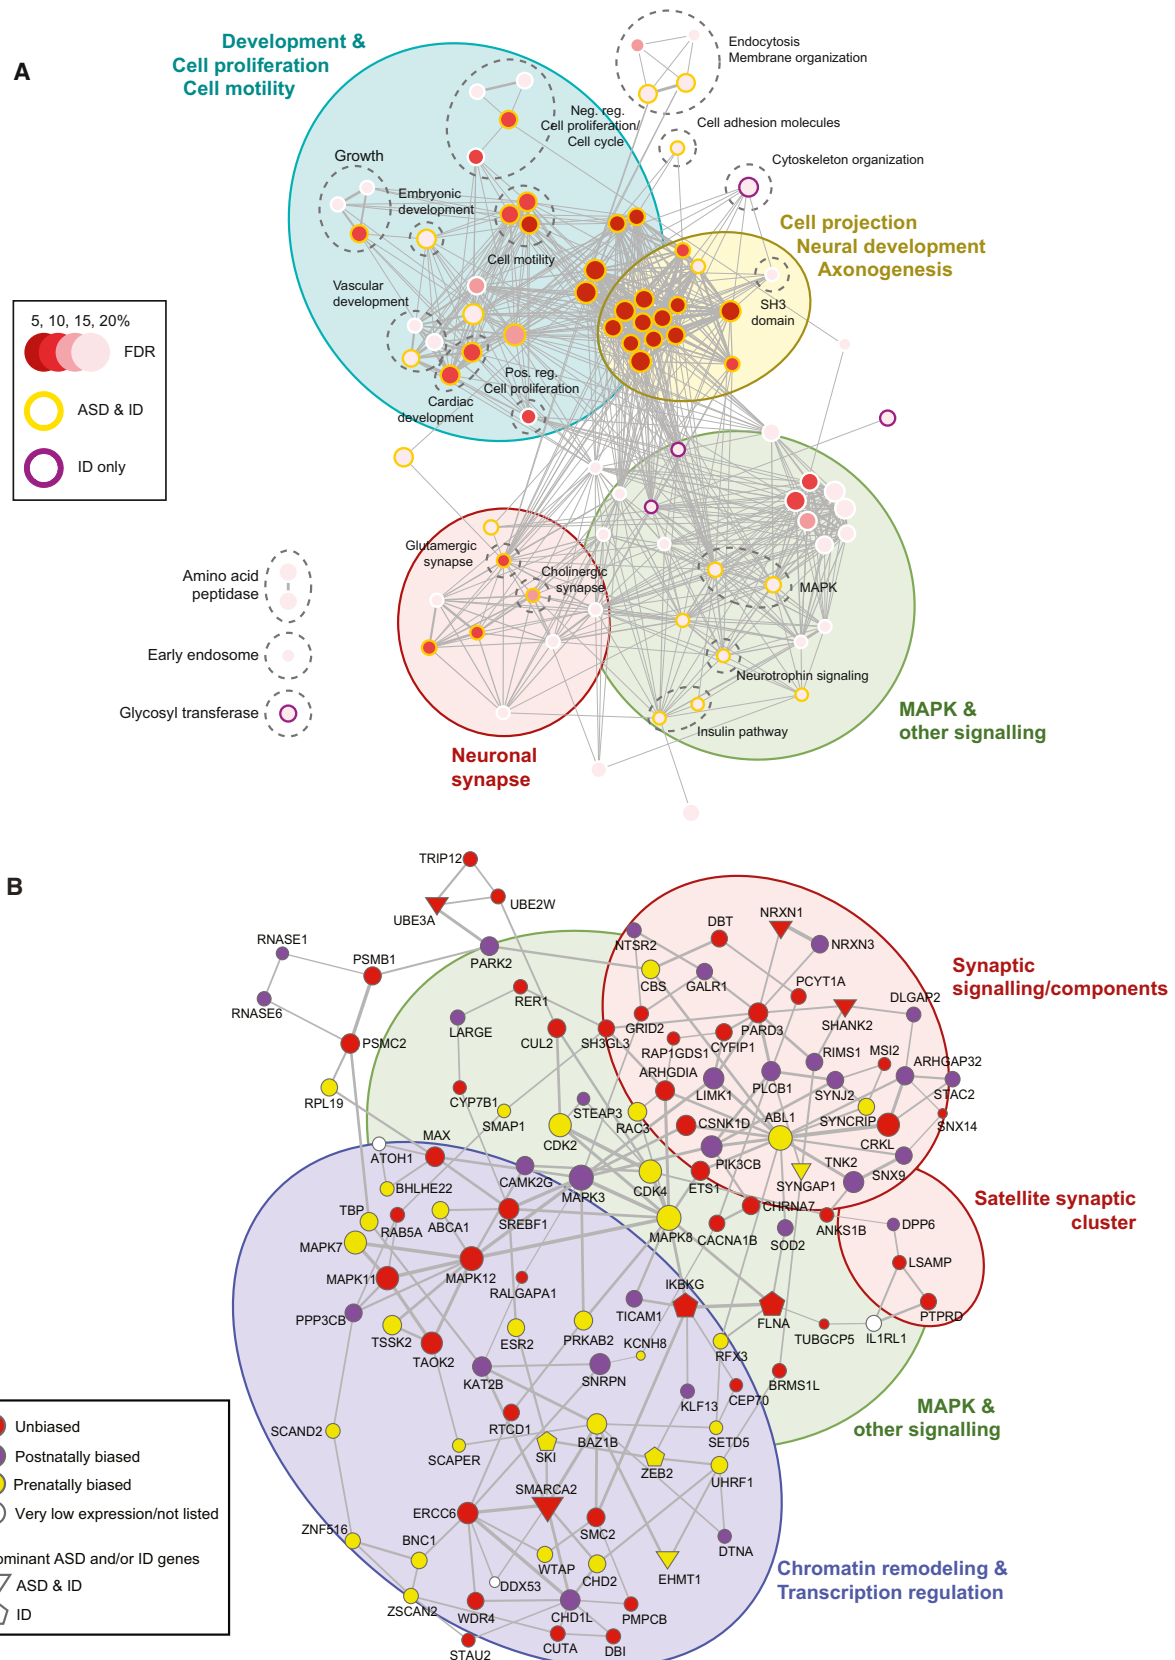 A
Development &
Cell proliferation
Cell motility
Endocytosis
Membrane organization
Neg. reg.
Cell proliferation/
Cell cycle
Cell adhesion molecules
Growth
Cytoskeleton organization
Embryonic
development
Cell projection
Neural development
Axonogenesis
Cell motility
Vascular
development
SH3
domain
5, 10, 15, 20%
FDR
ASD & ID
ID only
Pos. reg.
Cell proliferation
Cardiac
development
Glutamergic
synapse
Cholinergic
synapse
Amino acid
peptidase
MAPK
Early endosome
Neurotrophin signaling
Glycosyl transferase
MAPK &
other signalling
Insulin pathway
Neuronal
synapse
B
TRIP12
UBE3A
UBE2W
NRXN1
DBT
NTSR2
NRXN3
RNASE1
PSMB1
PARK2
CBS
GALR1
Synaptic
signalling/components
RNASE6
RER1
PCYT1A
DLGAP2
LARGE
GRID2
PARD3
SHANK2
PSMC2
CUL2
SH3GL3
RAP1GDS1
CYFIP1
RIMS1
MSI2
ARHGAP32
ARHGDIA
LIMK1
PLCB1
SYNJ2
STAC2
RPL19
CYP7B1
SMAP1
STEAP3
RAC3
CSNK1D
ABL1
SYNCRIP
SNX14
CRKL
ATOH1
MAX
CDK2
PIK3CB
TNK2
SNX9
BHLHE22
CAMK2G
MAPK3
CDK4
ETS1
SYNGAP1
Satellite synaptic
cluster
TBP
RAB5A
ABCA1
SREBF1
MAPK8
CACNA1B
CHRNA7
SOD2
ANKS1B
DPP6
MAPK7
MAPK11
MAPK12
RALGAPA1
IKBKG
LSAMP
PPP3CB
TICAM1
FLNA
PTPRD
TSSK2
TAOK2
ESR2
PRKAB2
KCNH8
RFX3
TUBGCP5
IL1RL1
KAT2B
SNRPN
KLF13
CEP70
BRMS1L
MAPK &
other signalling
Unbiased
Postnatally biased
Prenatally biased
Very low expression/not listed
ominant ASD and/or ID genes
ASD & ID
ID
SCAND2
RTCD1
SCAPER
SKI
BAZ1B
SETD5
ZEB2
UHRF1
SMARCA2
ERCC6
SMC2
ZNF516
BNC1
WTAP
DTNA
DDX53
CHD2
EHMT1
Chromatin remodeling &
Transcription regulation
ZSCAN2
WDR4
CHD1L
PMPCB
STAU2
CUTA
DBI